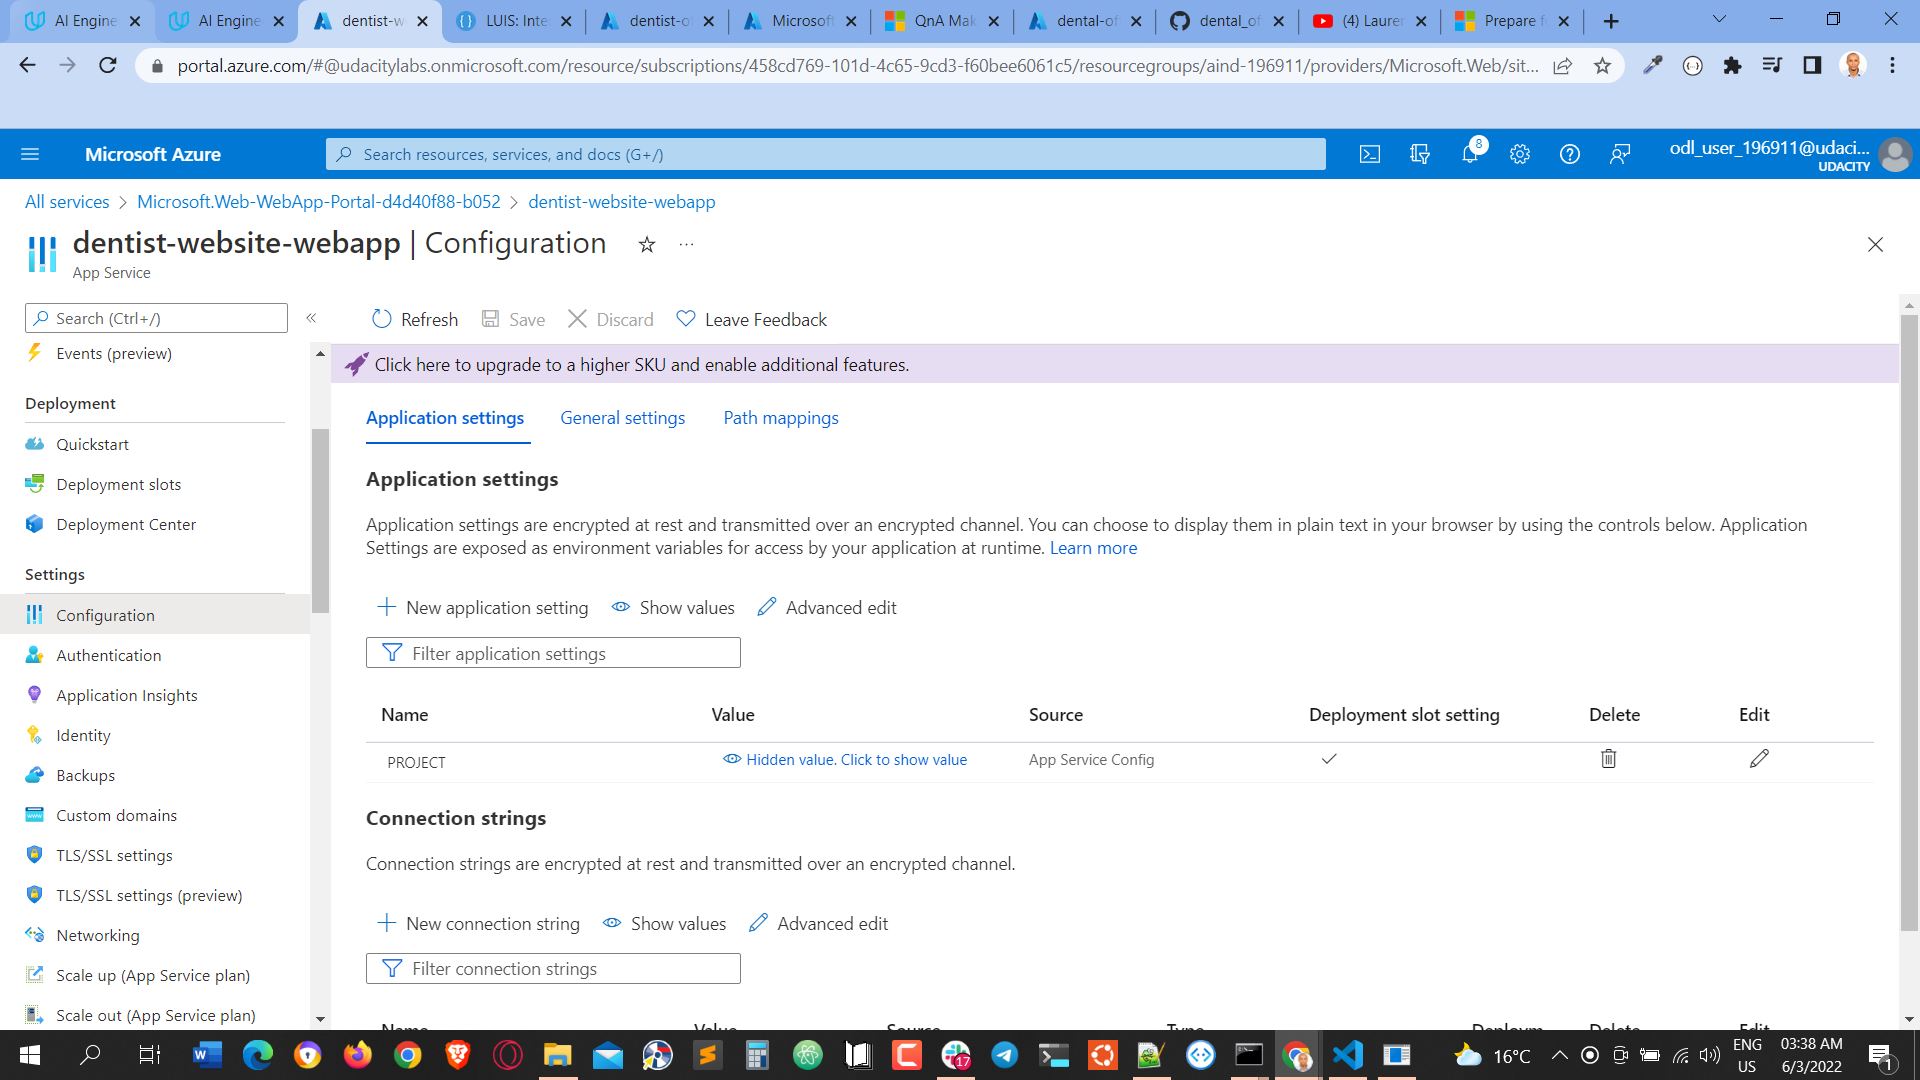 AI Engine
AI Engine
dentist-w
LUIS: Inte
dentist-o
Microsoft
QnA Mak
dental-of
dental_of
(4) Lauren
Prepare f
portal.azure.com/#@udacitylabs.onmicrosoft.com/resource/subscriptions/458cd769-101d-4c65-9cd3-f60bee6061c5/resourcegroups/aind-196911/providers/Microsoft.Web/sit...
Microsoft Azure
Search resources, services, and docs (G+/)
8
odl_user_196911@udaci...
UDACITY
All services > Microsoft.Web-WebApp-Portal-d4d40f88-b052 > dentist-website-webapp
dentist-website-webapp | Configuration
App Service
Search (Ctrl+/)
Refresh Save Discard Leave Feedback
Events (preview)
Deployment
Quickstart
Deployment slots
Deployment Center
Settings
Configuration
Authentication
Application Insights
Identity
Backups
Custom domains
TLS/SSL settings
TLS/SSL settings (preview)
Networking
Scale up (App Service plan)
Scale out (App Service plan)
Click here to upgrade to a higher SKU and enable additional features.
Application settings General settings Path mappings
Application settings
Application settings are encrypted at rest and transmitted over an encrypted channel. You can choose to display them in plain text in your browser by using the controls below. Application
Settings are exposed as environment variables for access by your application at runtime. Learn more
New application setting Show values Advanced edit
Filter application settings
Name Value Source Deployment slot setting Delete Edit
PROJECT Hidden value. Click to show value App Service Config
Connection strings
Connection strings are encrypted at rest and transmitted over an encrypted channel.
New connection string Show values Advanced edit
Filter connection strings
Name Value Source Type Deploym Delete Edit
17
16°C
ENG
US
03:38 AM
6/3/2022
1